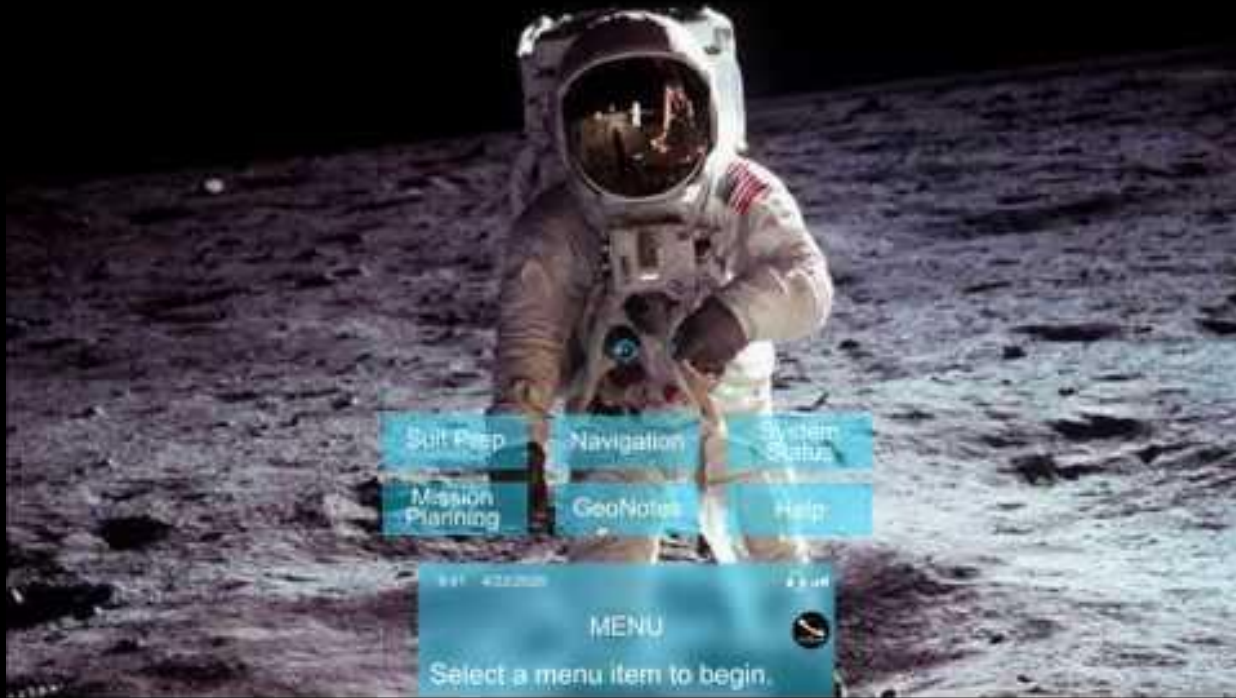 Suit Prep
Navigation
System
Status
Mission
Planning
GeoNotes
Help
MENU
Select a menu item to begin.